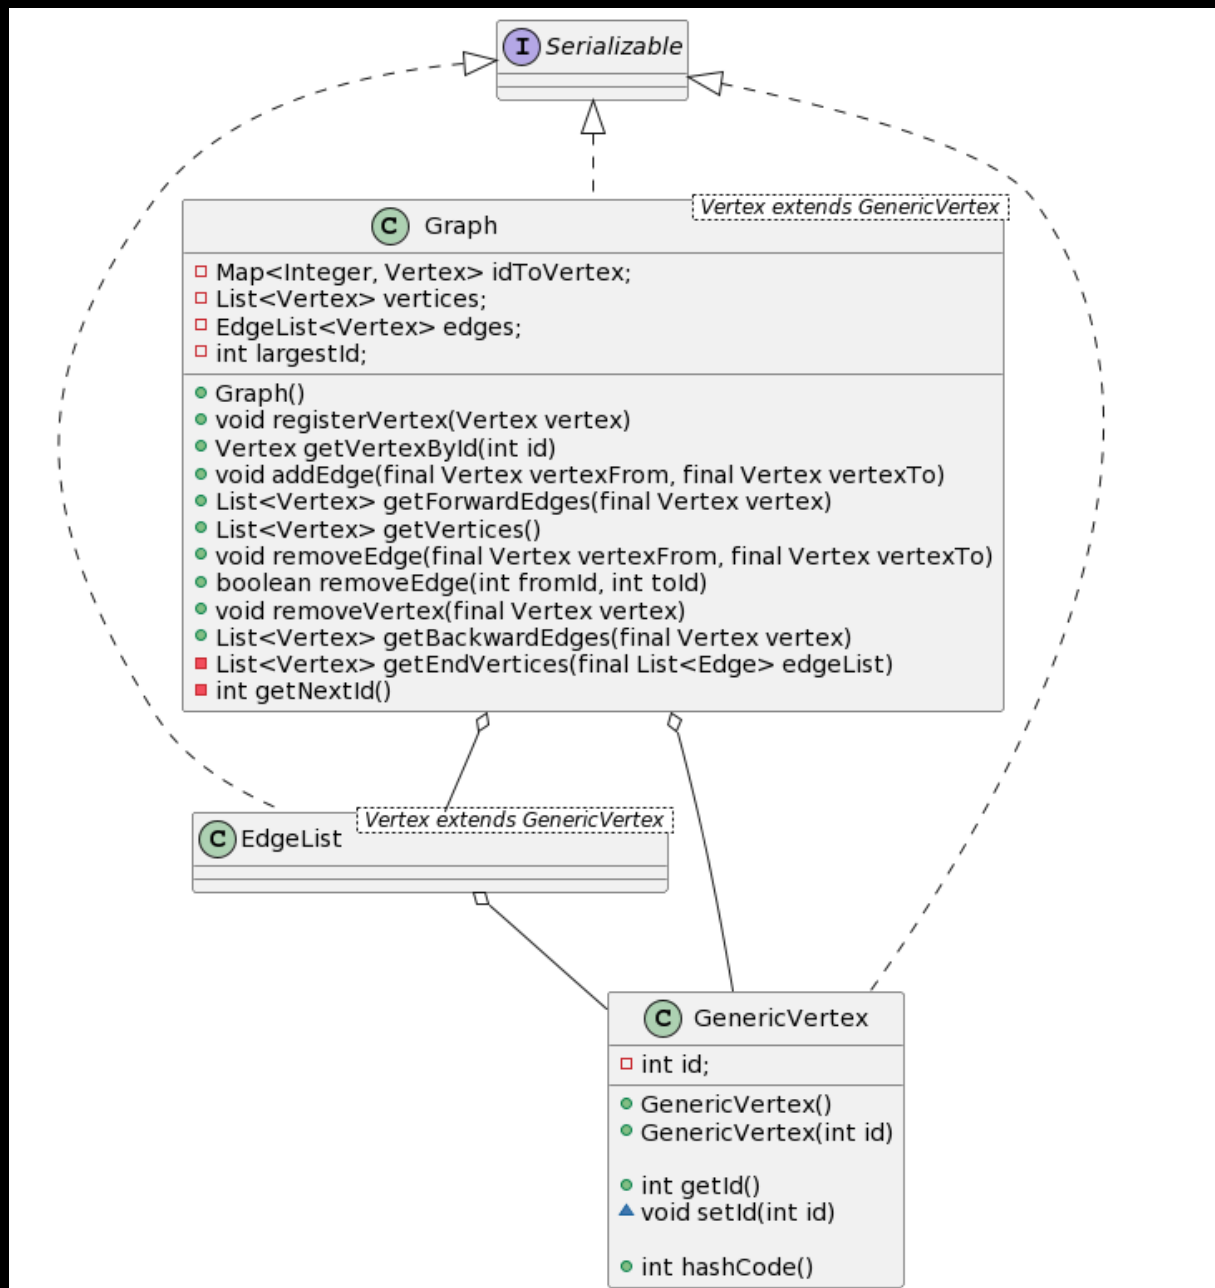 I Serializable
Vertex extends GenericVertex
C Graph
Map<Integer, Vertex> idToVertex;
List<Vertex> vertices;
EdgeList<Vertex> edges;
int largestId;
Graph()
void registerVertex(Vertex vertex)
Vertex getVertexById(int id)
void addEdge(final Vertex vertexFrom, final Vertex vertexTo)
List<Vertex> getForwardEdges(final Vertex vertex)
List<Vertex> getVertices()
void removeEdge(final Vertex vertexFrom, final Vertex vertexTo)
boolean removeEdge(int fromId, int toId)
void removeVertex(final Vertex vertex)
List<Vertex> getBackwardEdges(final Vertex vertex)
List<Vertex> getEndVertices(final List<Edge> edgeList)
int getNextId()
Vertex extends GenericVertex
C EdgeList
C GenericVertex
int id;
GenericVertex()
GenericVertex(int id)
int getId()
void setId(int id)
int hashCode()